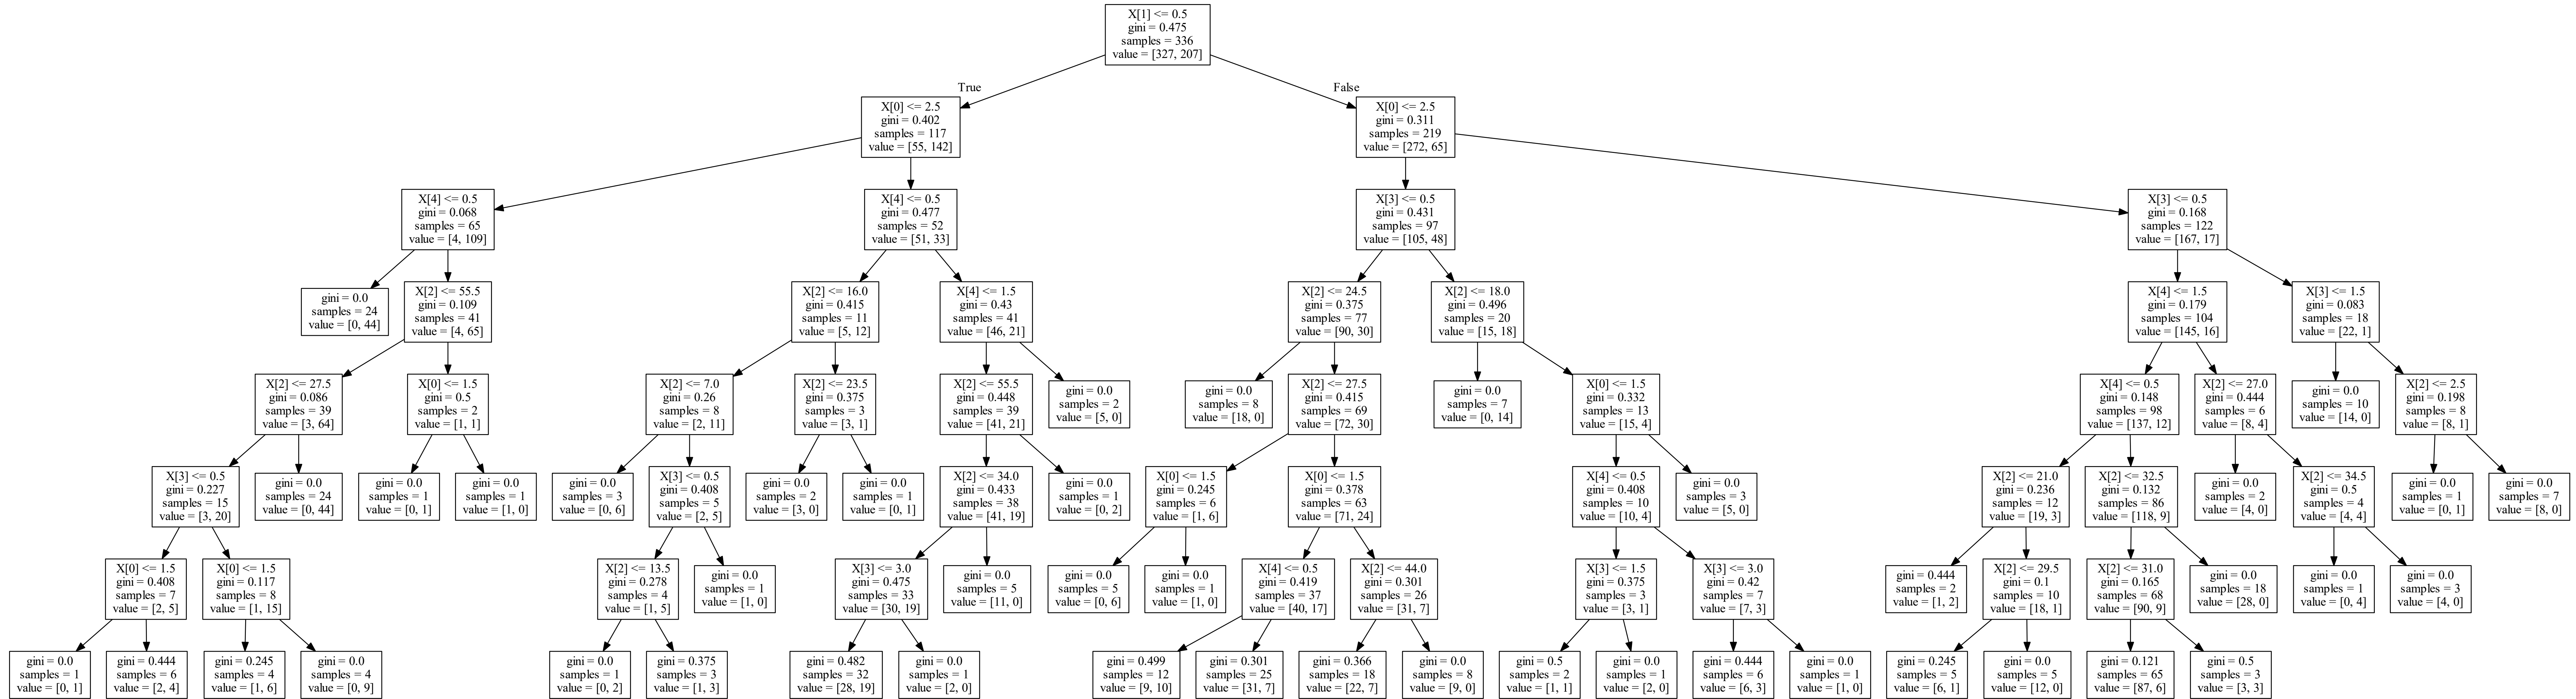 X[1] <= 0.5
gini = 0.475
samples = 336
value = [327, 207]
True
False
X[0] <= 2.5
gini = 0.402
samples = 117
value = [55, 142]
X[0] <= 2.5
gini = 0.311
samples = 219
value = [272, 65]
X[4] <= 0.5
gini = 0.068
samples = 65
value = [4, 109]
X[4] <= 0.5
gini = 0.477
samples = 52
value = [51, 33]
X[3] <= 0.5
gini = 0.431
samples = 97
value = [105, 48]
X[3] <= 0.5
gini = 0.168
samples = 122
value = [167, 17]
gini = 0.0
samples = 24
value = [0, 44]
X[2] <= 55.5
gini = 0.109
samples = 41
value = [4, 65]
X[2] <= 16.0
gini = 0.415
samples = 11
value = [5, 12]
X[4] <= 1.5
gini = 0.43
samples = 41
value = [46, 21]
X[2] <= 24.5
gini = 0.375
samples = 77
value = [90, 30]
X[2] <= 18.0
gini = 0.496
samples = 20
value = [15, 18]
X[4] <= 1.5
gini = 0.179
samples = 104
value = [145, 16]
X[3] <= 1.5
gini = 0.083
samples = 18
value = [22, 1]
X[2] <= 27.5
gini = 0.086
samples = 39
value = [3, 64]
X[0] <= 1.5
gini = 0.5
samples = 2
value = [1, 1]
X[2] <= 7.0
gini = 0.26
samples = 8
value = [2, 11]
X[2] <= 23.5
gini = 0.375
samples = 3
value = [3, 1]
X[2] <= 55.5
gini = 0.448
samples = 39
value = [41, 21]
gini = 0.0
samples = 2
value = [5, 0]
gini = 0.0
samples = 8
value = [18, 0]
X[2] <= 27.5
gini = 0.415
samples = 69
value = [72, 30]
gini = 0.0
samples = 7
value = [0, 14]
X[0] <= 1.5
gini = 0.332
samples = 13
value = [15, 4]
X[4] <= 0.5
gini = 0.148
samples = 98
value = [137, 12]
X[2] <= 27.0
gini = 0.444
samples = 6
value = [8, 4]
gini = 0.0
samples = 10
value = [14, 0]
X[2] <= 2.5
gini = 0.198
samples = 8
value = [8, 1]
X[3] <= 0.5
gini = 0.227
samples = 15
value = [3, 20]
gini = 0.0
samples = 24
value = [0, 44]
gini = 0.0
samples = 1
value = [0, 1]
gini = 0.0
samples = 1
value = [1, 0]
gini = 0.0
samples = 3
value = [0, 6]
X[3] <= 0.5
gini = 0.408
samples = 5
value = [2, 5]
gini = 0.0
samples = 2
value = [3, 0]
gini = 0.0
samples = 1
value = [0, 1]
X[2] <= 34.0
gini = 0.433
samples = 38
value = [41, 19]
gini = 0.0
samples = 1
value = [0, 2]
X[0] <= 1.5
gini = 0.245
samples = 6
value = [1, 6]
X[0] <= 1.5
gini = 0.378
samples = 63
value = [71, 24]
X[4] <= 0.5
gini = 0.408
samples = 10
value = [10, 4]
gini = 0.0
samples = 3
value = [5, 0]
X[2] <= 21.0
gini = 0.236
samples = 12
value = [19, 3]
X[2] <= 32.5
gini = 0.132
samples = 86
value = [118, 9]
gini = 0.0
samples = 2
value = [4, 0]
X[2] <= 34.5
gini = 0.5
samples = 4
value = [4, 4]
gini = 0.0
samples = 1
value = [0, 1]
gini = 0.0
samples = 7
value = [8, 0]
X[0] <= 1.5
gini = 0.408
samples = 7
value = [2, 5]
X[0] <= 1.5
gini = 0.117
samples = 8
value = [1, 15]
X[2] <= 13.5
gini = 0.278
samples = 4
value = [1, 5]
gini = 0.0
samples = 1
value = [1, 0]
X[3] <= 3.0
gini = 0.475
samples = 33
value = [30, 19]
gini = 0.0
samples = 5
value = [11, 0]
gini = 0.0
samples = 5
value = [0, 6]
gini = 0.0
samples = 1
value = [1, 0]
X[4] <= 0.5
gini = 0.419
samples = 37
value = [40, 17]
X[2] <= 44.0
gini = 0.301
samples = 26
value = [31, 7]
X[3] <= 1.5
gini = 0.375
samples = 3
value = [3, 1]
X[3] <= 3.0
gini = 0.42
samples = 7
value = [7, 3]
gini = 0.444
samples = 2
value = [1, 2]
X[2] <= 29.5
gini = 0.1
samples = 10
value = [18, 1]
X[2] <= 31.0
gini = 0.165
samples = 68
value = [90, 9]
gini = 0.0
samples = 18
value = [28, 0]
gini = 0.0
samples = 1
value = [0, 4]
gini = 0.0
samples = 3
value = [4, 0]
gini = 0.0
samples = 1
value = [0, 1]
gini = 0.444
samples = 6
value = [2, 4]
gini = 0.245
samples = 4
value = [1, 6]
gini = 0.0
samples = 4
value = [0, 9]
gini = 0.0
samples = 1
value = [0, 2]
gini = 0.375
samples = 3
value = [1, 3]
gini = 0.482
samples = 32
value = [28, 19]
gini = 0.0
samples = 1
value = [2, 0]
gini = 0.499
samples = 12
value = [9, 10]
gini = 0.301
samples = 25
value = [31, 7]
gini = 0.366
samples = 18
value = [22, 7]
gini = 0.0
samples = 8
value = [9, 0]
gini = 0.5
samples = 2
value = [1, 1]
gini = 0.0
samples = 1
value = [2, 0]
gini = 0.444
samples = 6
value = [6, 3]
gini = 0.0
samples = 1
value = [1, 0]
gini = 0.245
samples = 5
value = [6, 1]
gini = 0.0
samples = 5
value = [12, 0]
gini = 0.121
samples = 65
value = [87, 6]
gini = 0.5
samples = 3
value = [3, 3]